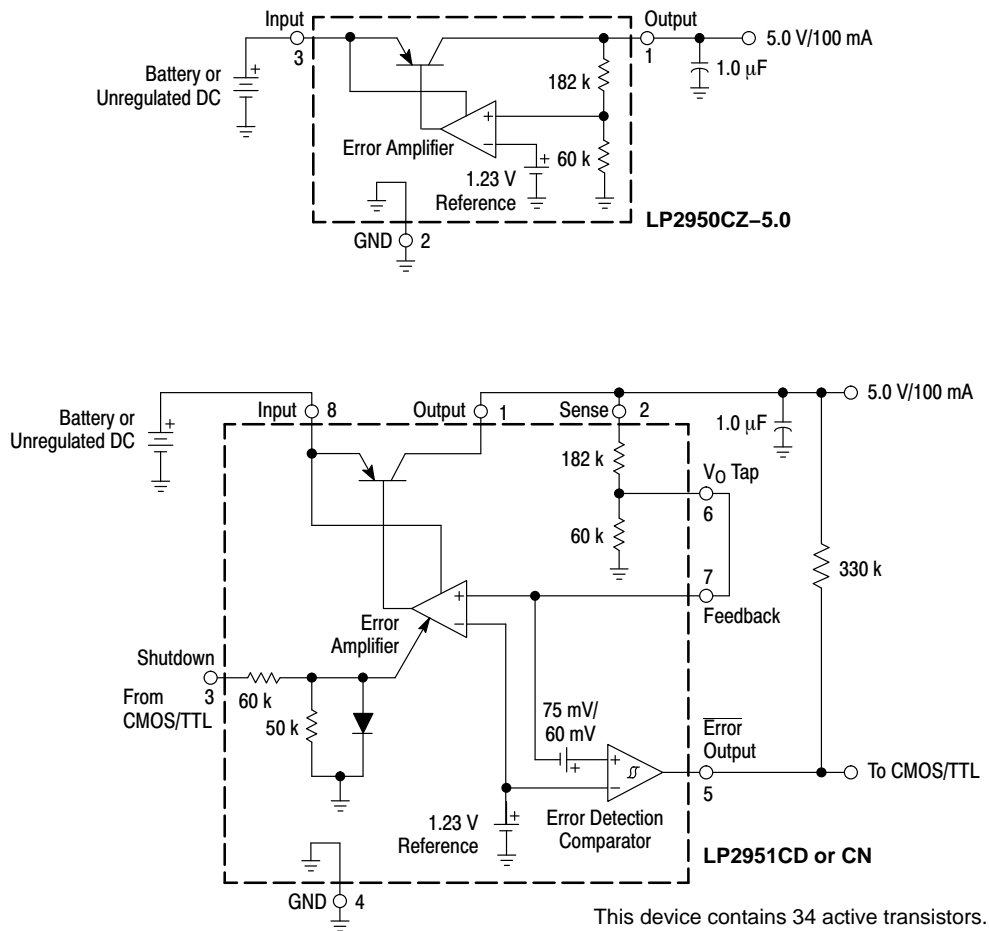 Input
3
Output
1
5.0 V/100 mA
1.0 μF
Battery or
Unregulated DC
+
182 k
Error Amplifier
+
−
60 k
+
1.23 V
Reference
GND
2
LP2950CZ–5.0
Battery or
Unregulated DC
+
Input
8
Output
1
Sense
2
5.0 V/100 mA
1.0 μF
182 k
VO Tap
6
60 k
7
Feedback
330 k
Error
Amplifier
+
−
Shutdown
3
From
CMOS/TTL
60 k
50 k
75 mV/
60 mV
+
+
−
Error
Output
5
To CMOS/TTL
1.23 V
Reference
+
Error Detection
Comparator
LP2951CD or CN
GND
4
This device contains 34 active transistors.